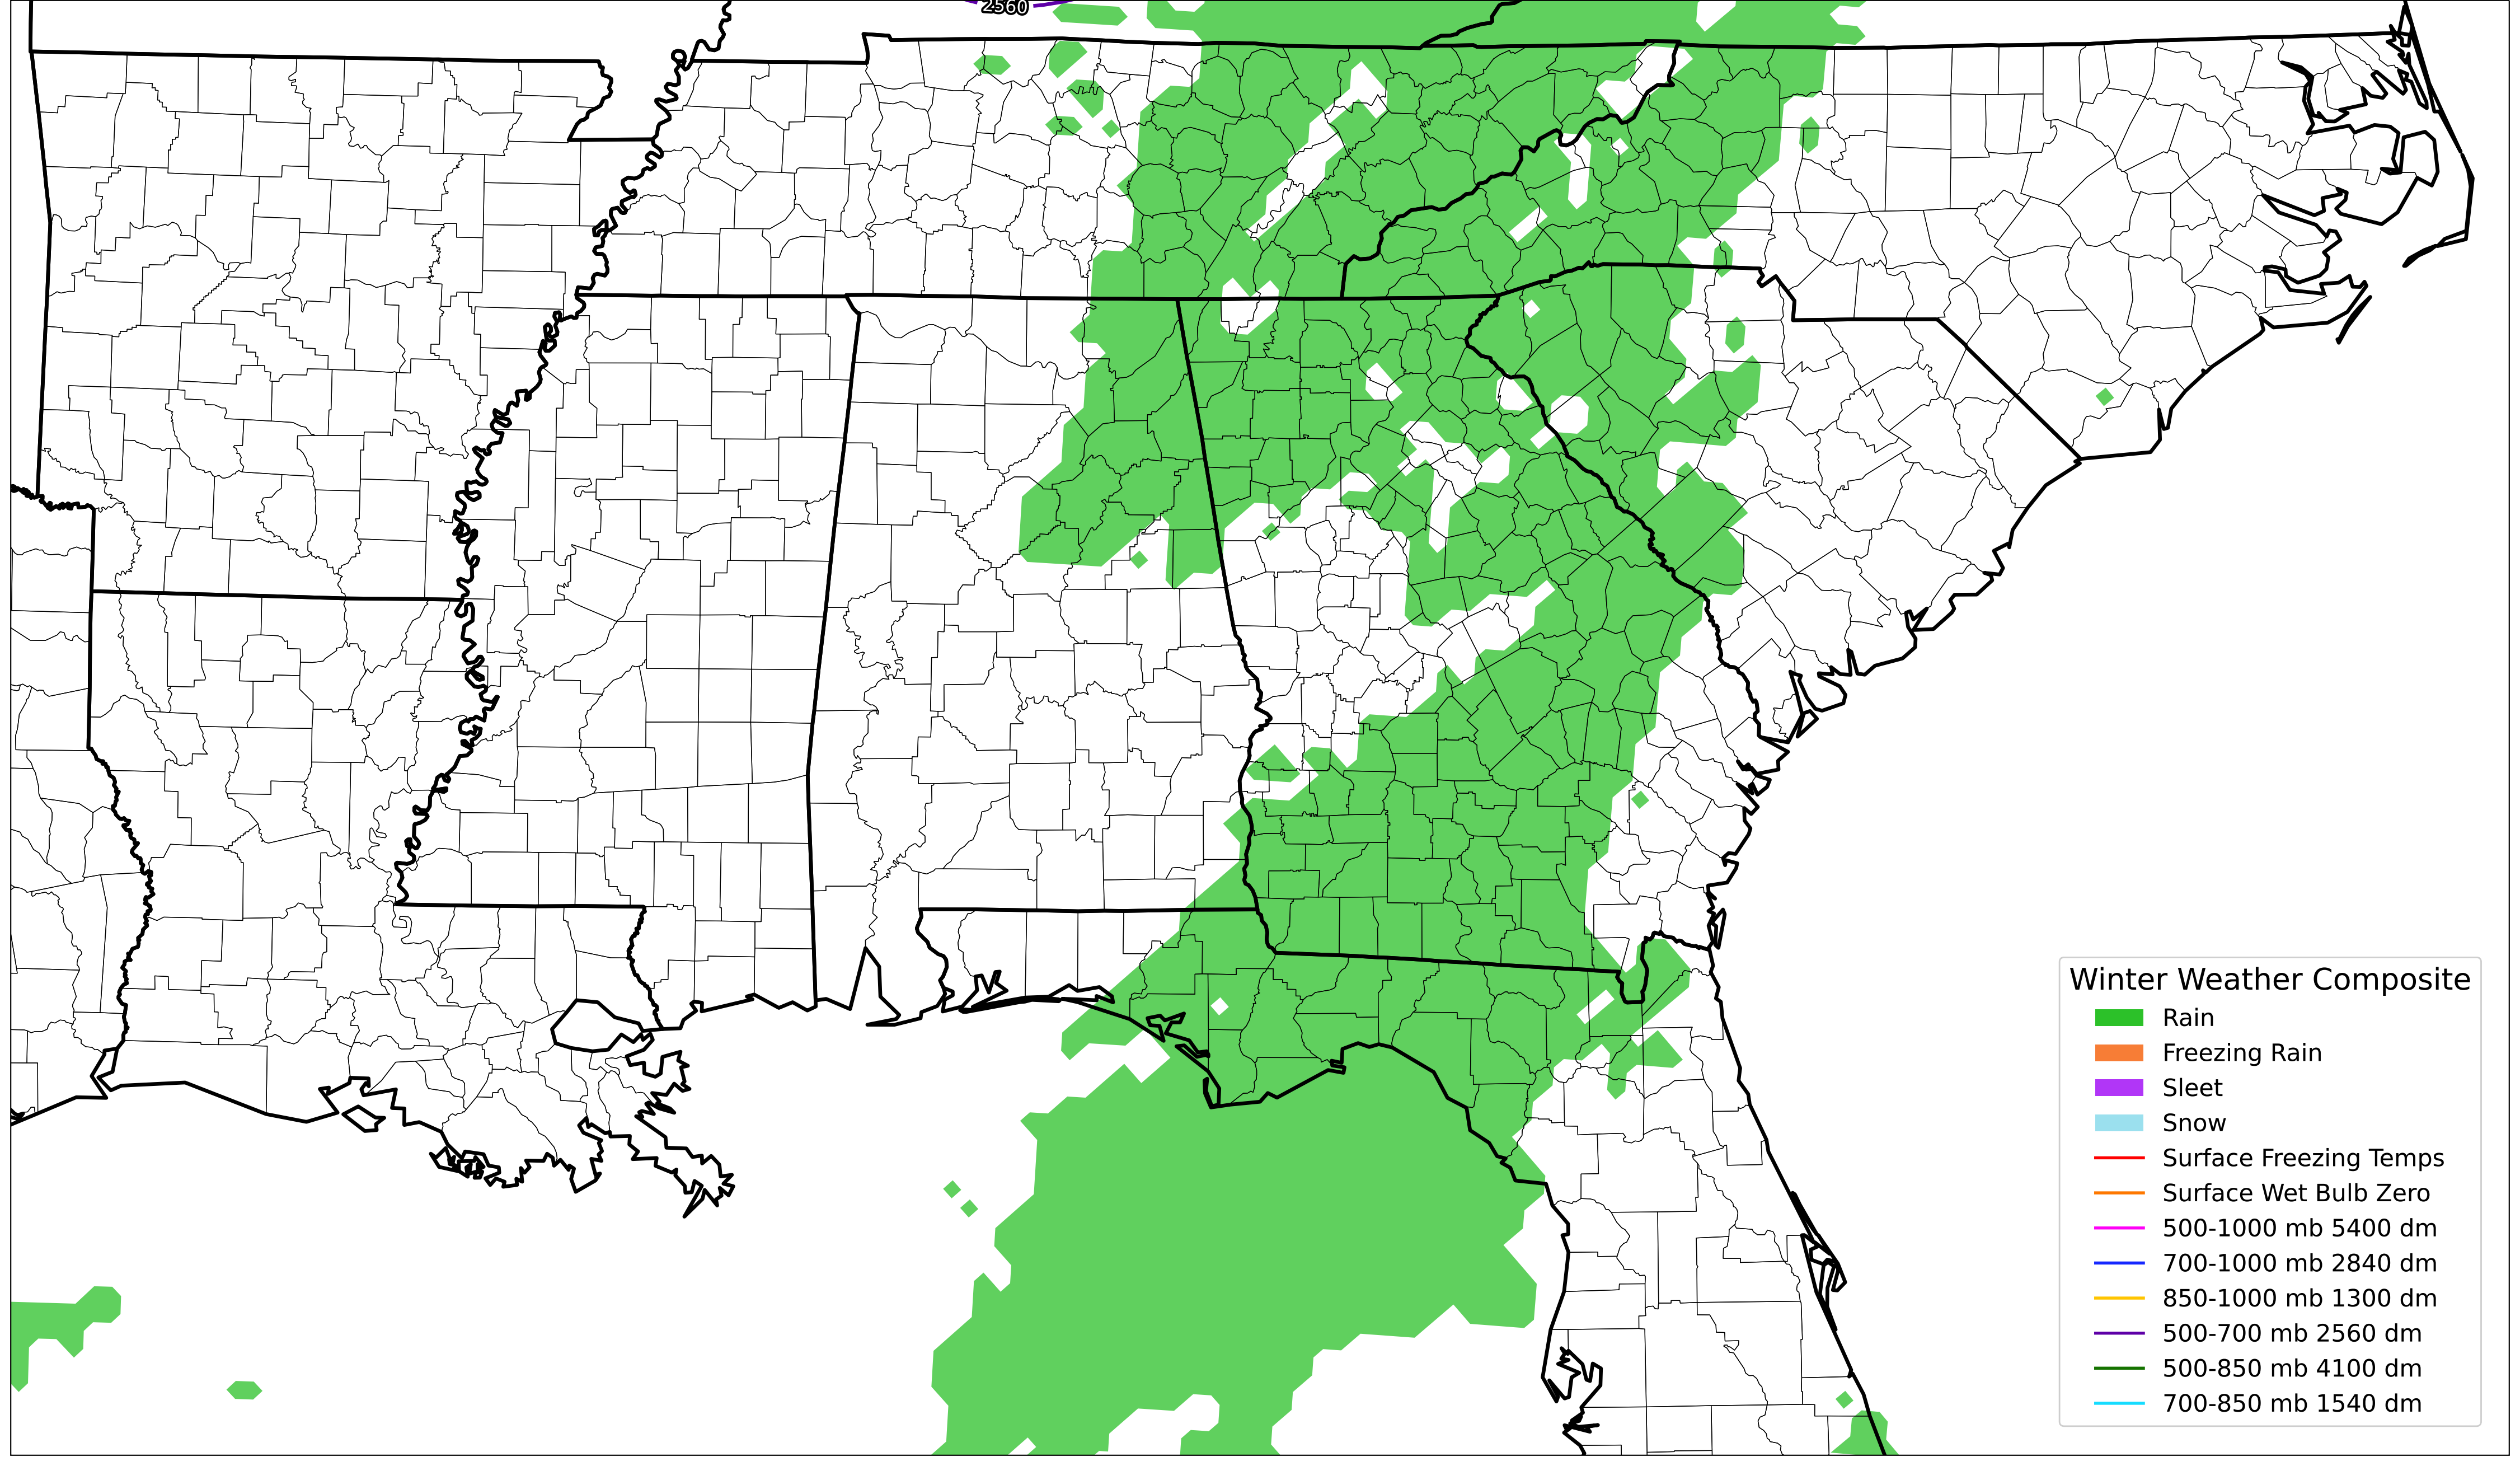 2560
Winter Weather Composite
Rain
Freezing Rain
Sleet
Snow
Surface Freezing Temps
Surface Wet Bulb Zero
500-1000 mb 5400 dm
700-1000 mb 2840 dm
850-1000 mb 1300 dm
500-700 mb 2560 dm
500-850 mb 4100 dm
700-850 mb 1540 dm